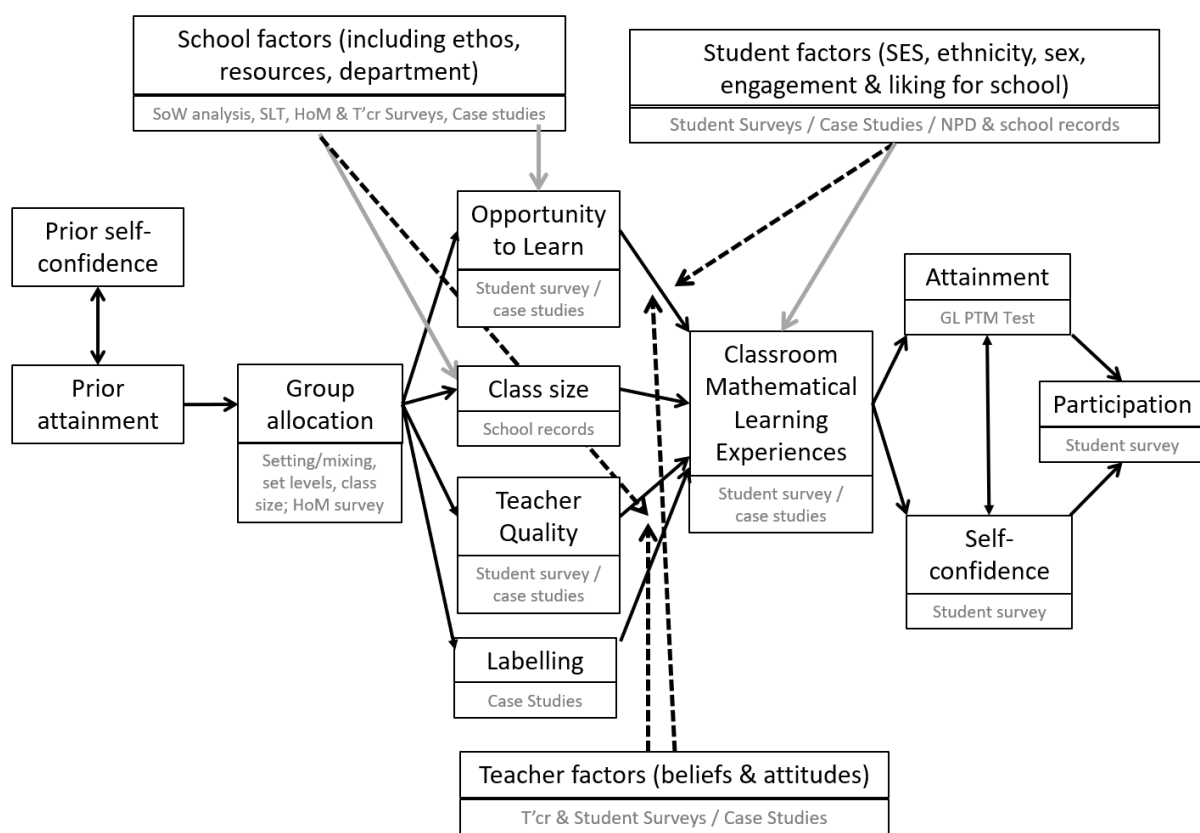 School factors (including ethos,
resources, department)
SoW analysis, SLT, HoM & T'cr Surveys, Case studies
Student factors (SES, ethnicity, sex,
engagement & liking for school)
Student Surveys / Case Studies / NPD & school records
Prior self-
confidence
Prior
attainment
Group
allocation
Setting/mixing,
set levels, class
size; HoM survey
Opportunity
to Learn
Student survey /
case studies
Class size
School records
Teacher
Quality
Student survey /
case studies
Labelling
Case Studies
Classroom
Mathematical
Learning
Experiences
Student survey /
case studies
Attainment
GL PTM Test
Self-
confidence
Student survey
Participation
Student survey
Teacher factors (beliefs & attitudes)
T'cr & Student Surveys / Case Studies